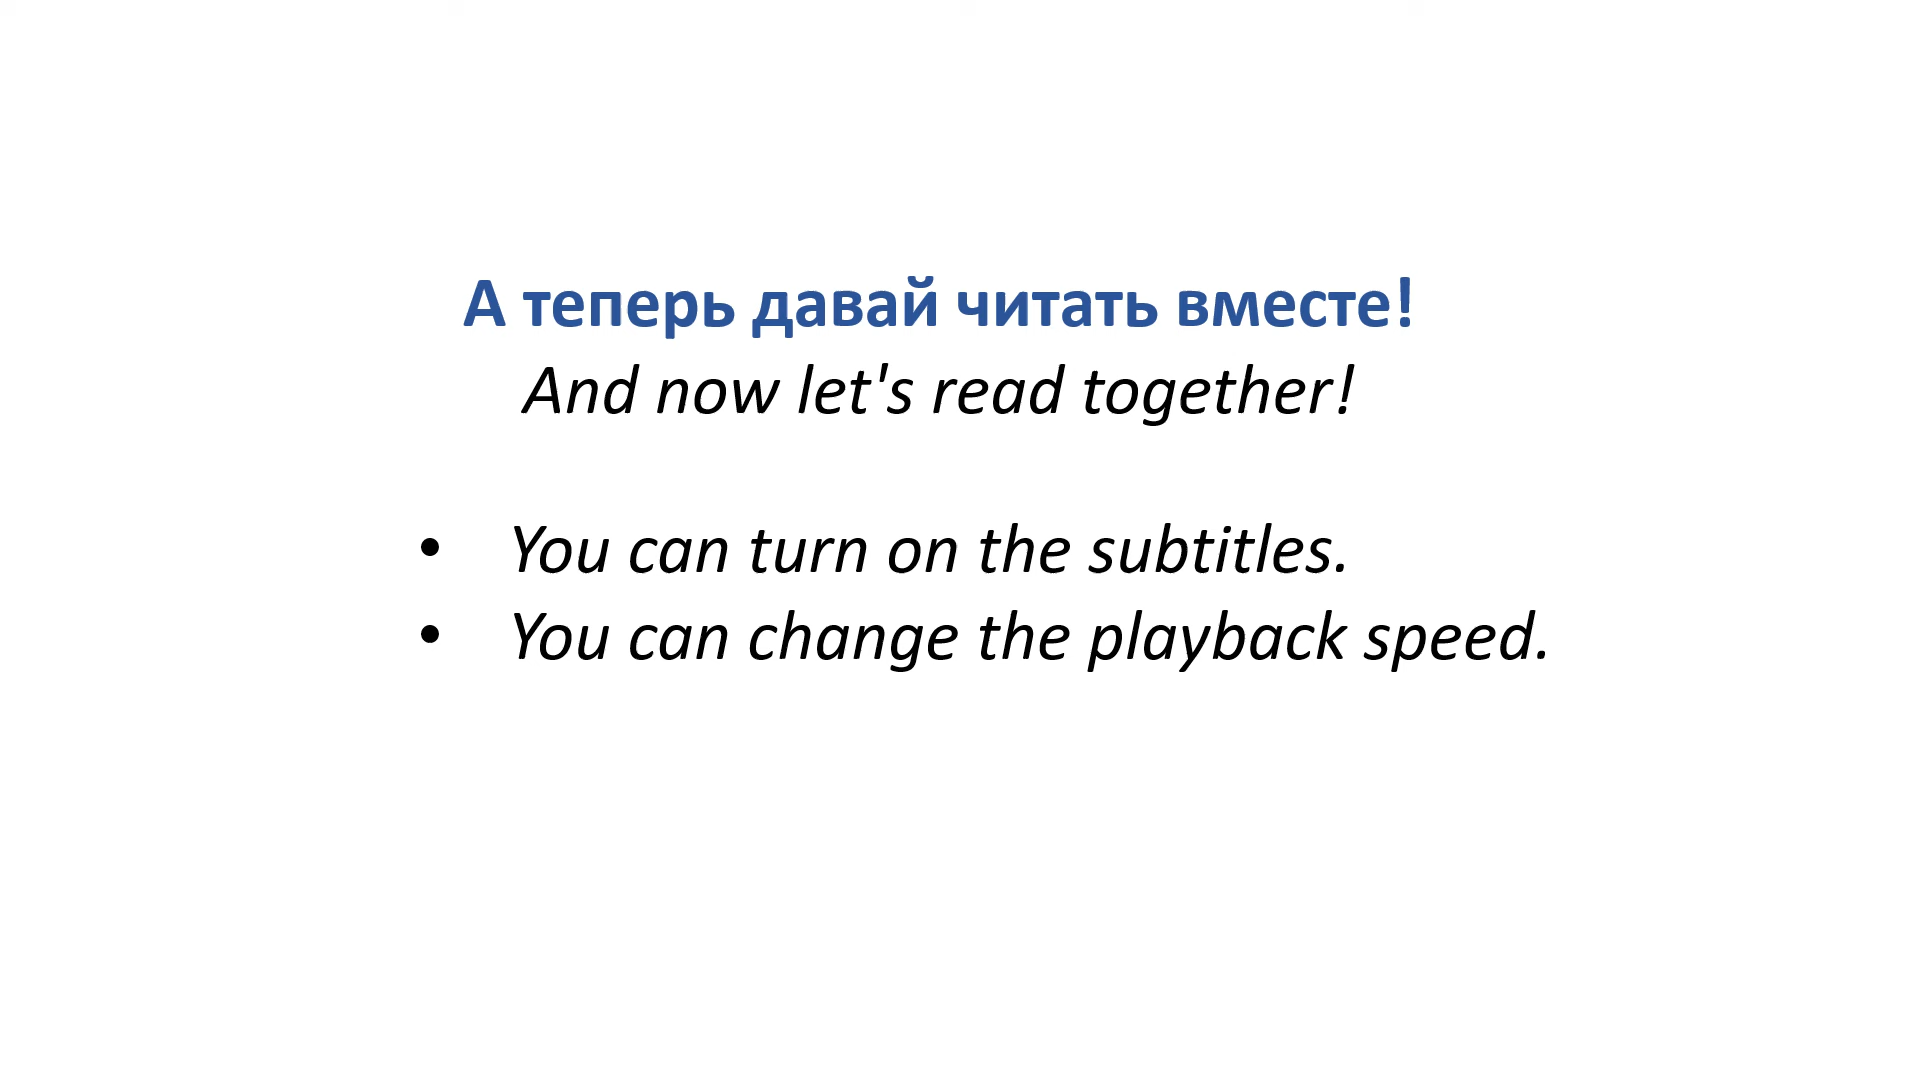 А теперь давай читать вместе!
And now let's read together!
• You can turn on the subtitles.
• You can change the playback speed.